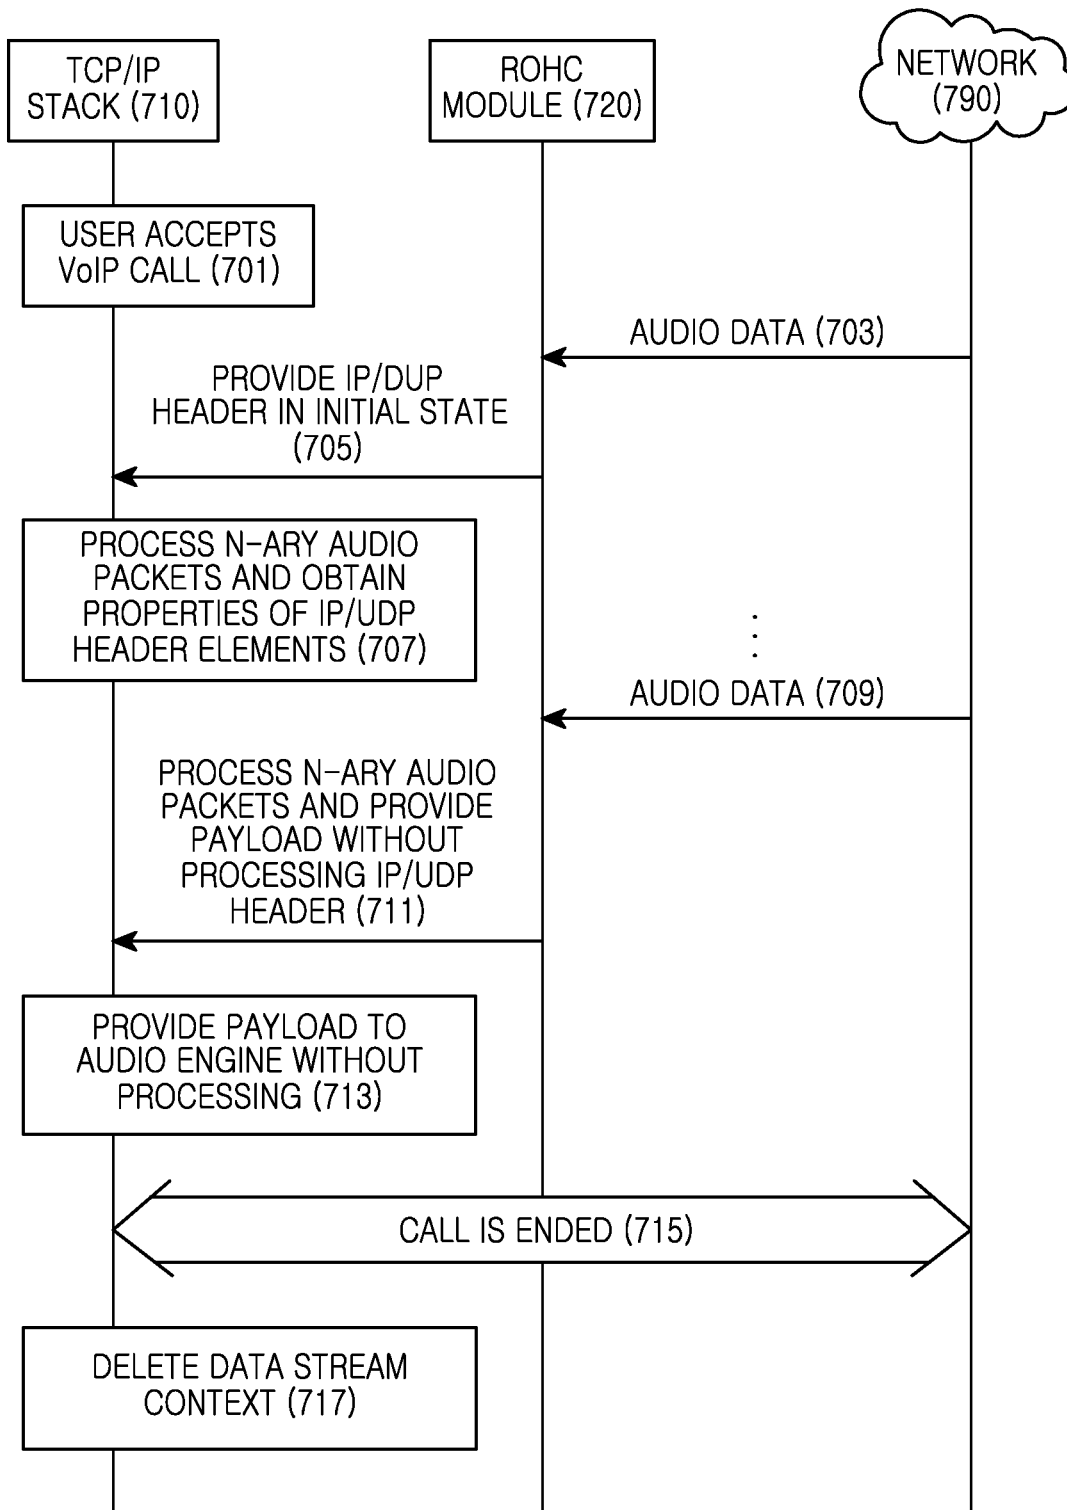 TCP/IP
STACK (710)
ROHC
MODULE (720)
NETWORK
(790)
USER ACCEPTS
VoIP CALL (701)
AUDIO DATA (703)
PROVIDE IP/DUP
HEADER IN INITIAL STATE
(705)
PROCESS N-ARY AUDIO
PACKETS AND OBTAIN
PROPERTIES OF IP/UDP
HEADER ELEMENTS (707)
AUDIO DATA (709)
PROCESS N-ARY AUDIO
PACKETS AND PROVIDE
PAYLOAD WITHOUT
PROCESSING IP/UDP
HEADER (711)
PROVIDE PAYLOAD TO
AUDIO ENGINE WITHOUT
PROCESSING (713)
CALL IS ENDED (715)
DELETE DATA STREAM
CONTEXT (717)